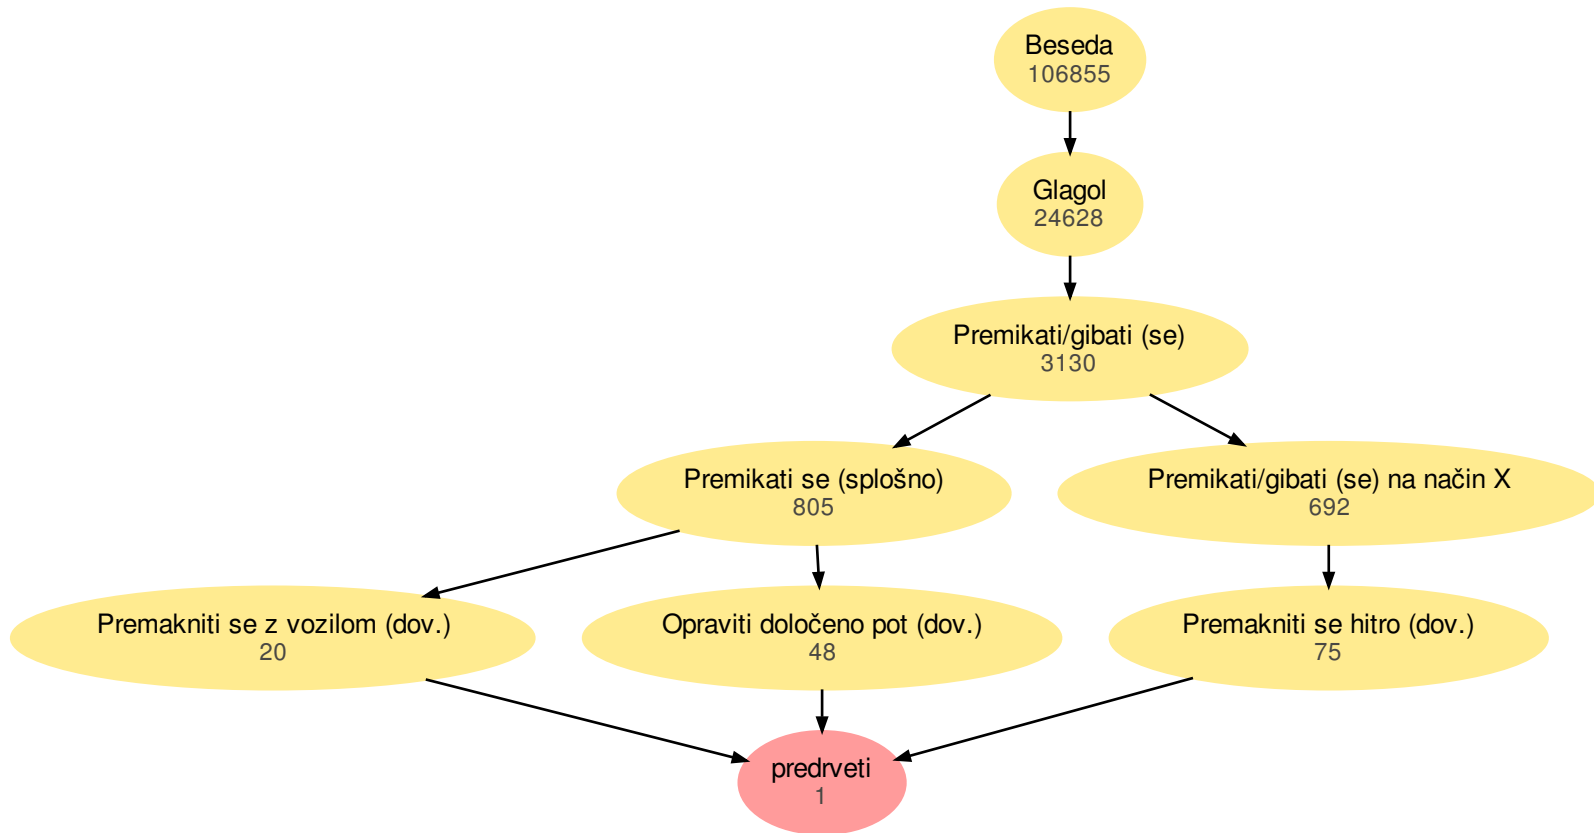 Beseda
106855
Glagol
24628
Premikati/gibati (se)
3130
Premikati se (splošno)
805
Premikati/gibati (se) na način X
692
Premakniti se z vozilom (dov.)
20
Opraviti določeno pot (dov.)
48
Premakniti se hitro (dov.)
75
predrveti
1